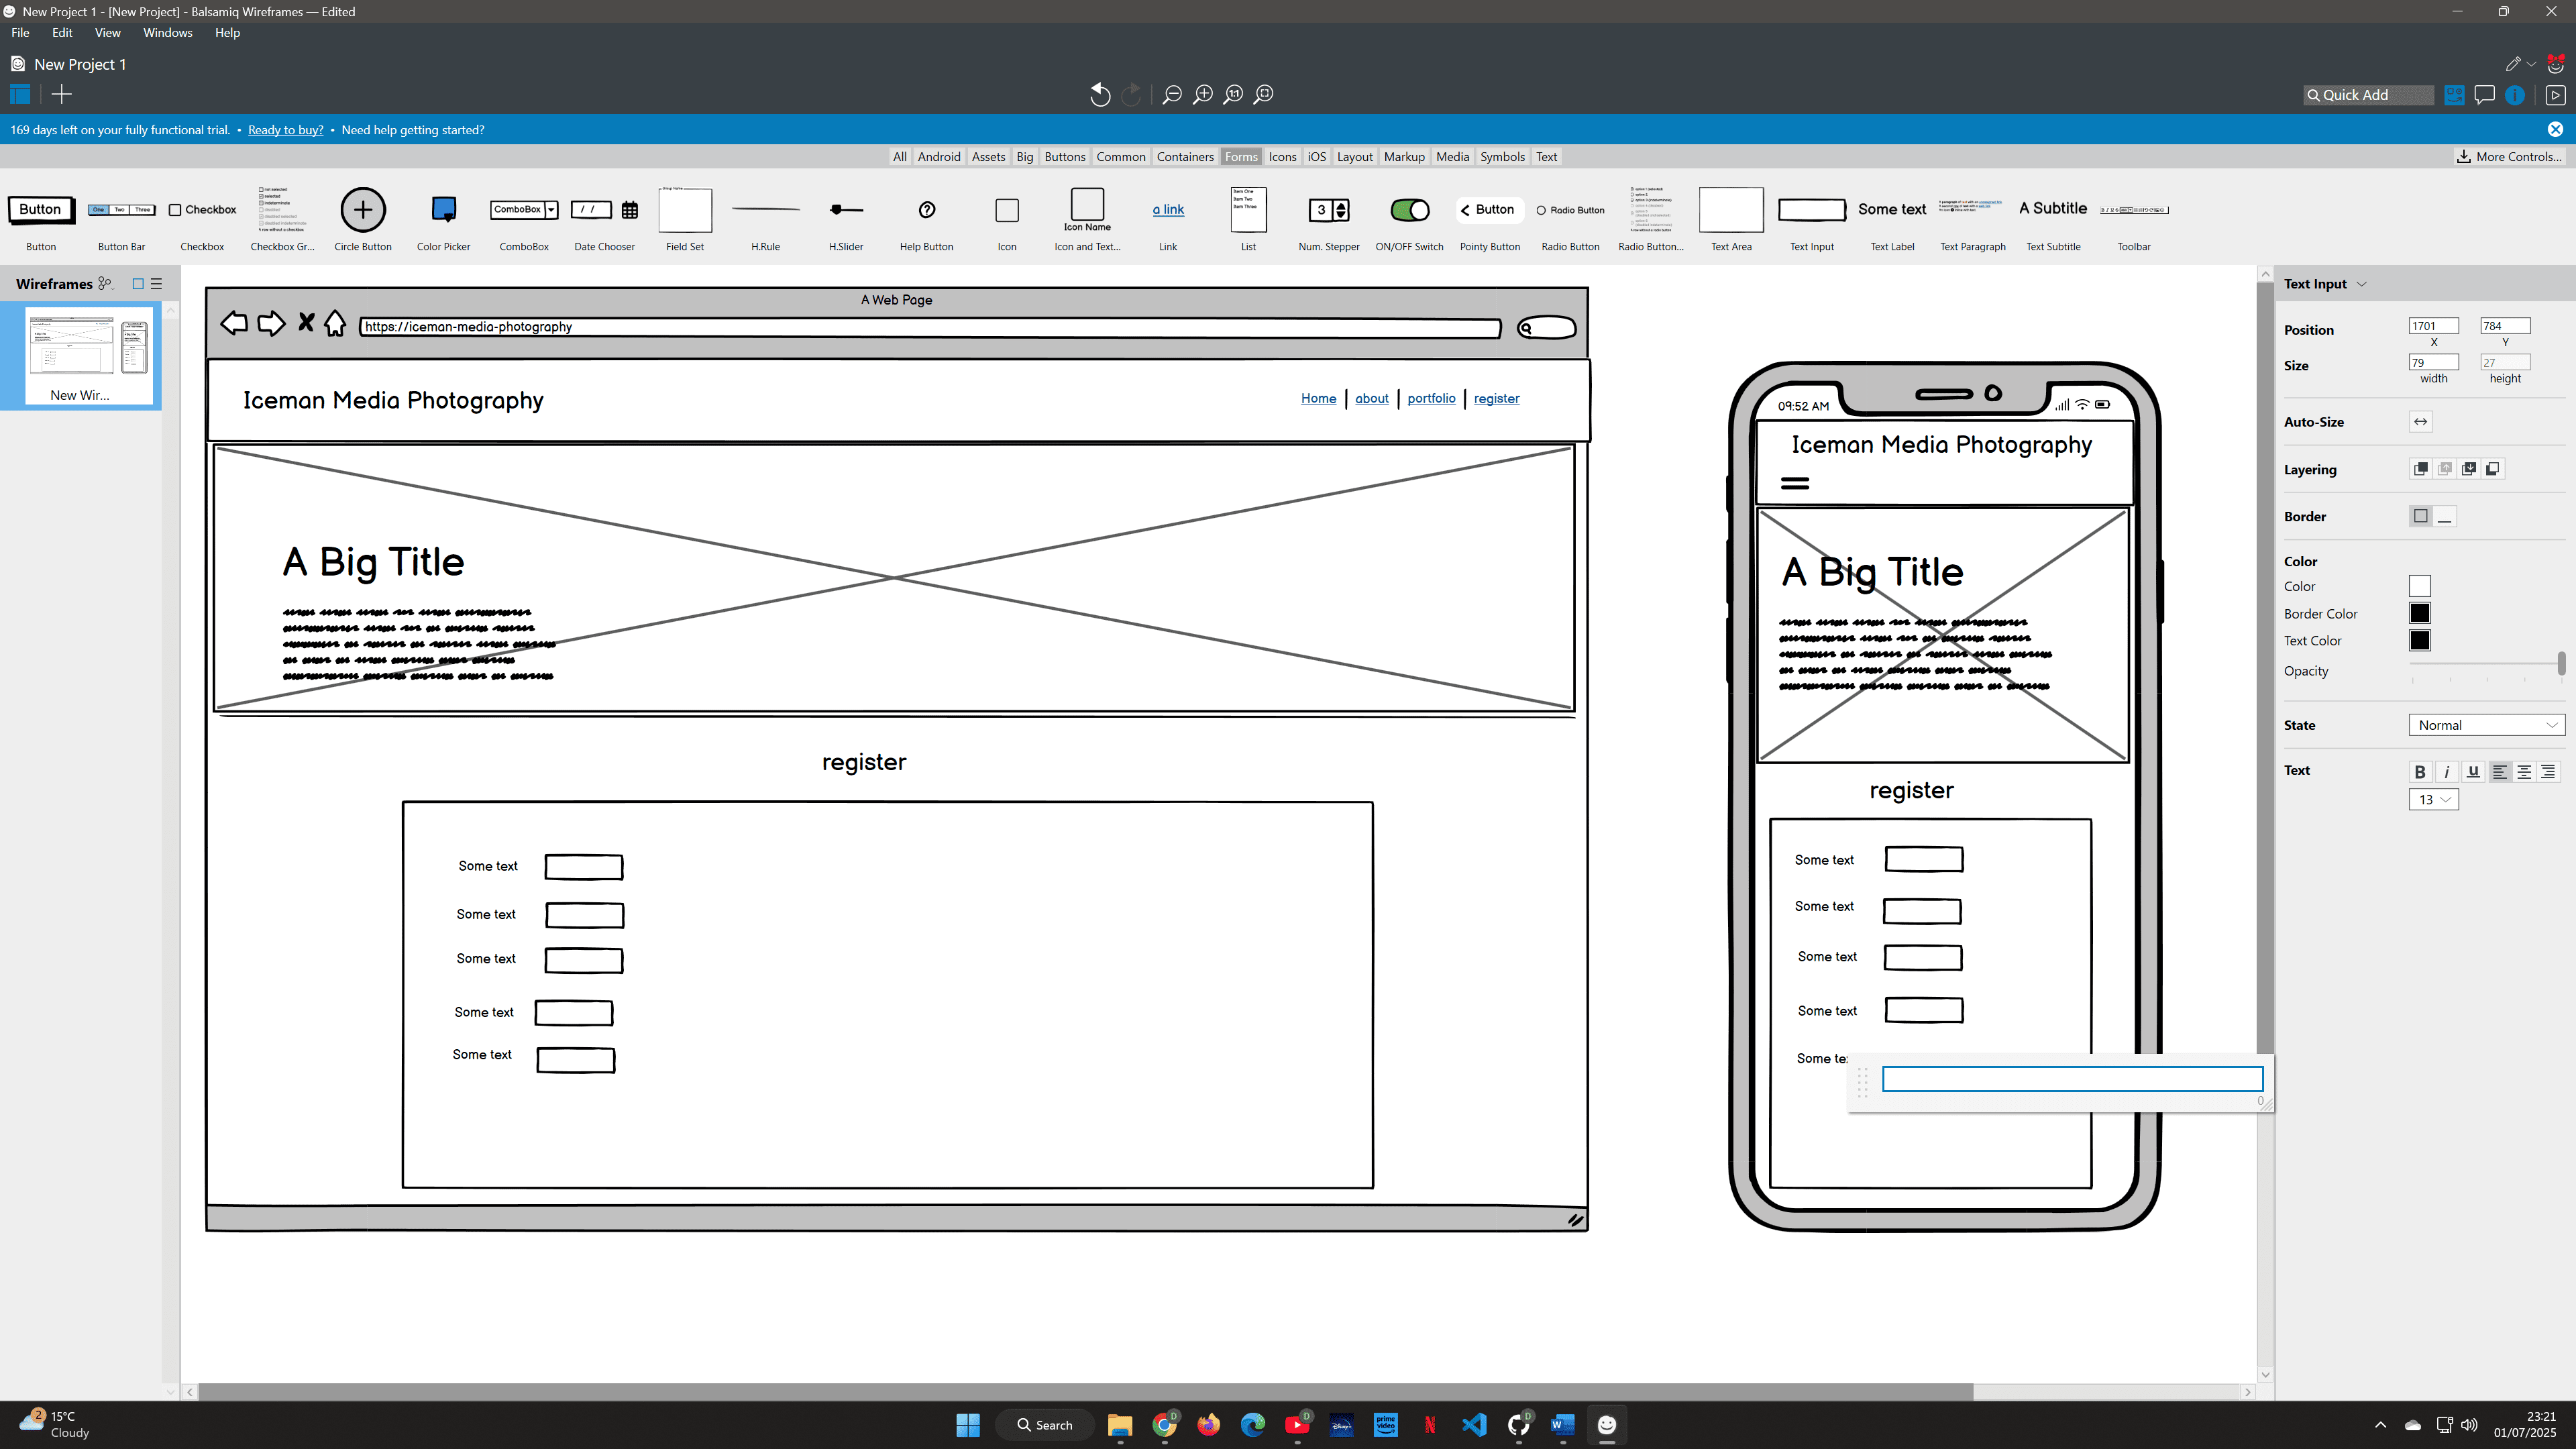 New Project 1 - [New Project] - Balsamiq Wireframes — Edited
File Edit View Windows Help
New Project 1
Quick Add
169 days left on your fully functional trial. • Ready to buy? • Need help getting started?
All Android Assets Big Buttons Common Containers Forms Icons iOS Layout Markup Media Symbols Text
More Controls...
Button One Two Three Checkbox ComboBox / / Icon Name a link Item One Item Two Item Three 3 Button Radio Button Some text A Subtitle
Button Button Bar Checkbox Checkbox Gr... Circle Button Color Picker ComboBox Date Chooser Field Set H.Rule H.Slider Help Button Icon Icon and Text... Link List Num. Stepper ON/OFF Switch Pointy Button Radio Button Radio Button... Text Area Text Input Text Label Text Paragraph Text Subtitle Toolbar
Wireframes
New Wir...
A Web Page
https://iceman-media-photography
Iceman Media Photography
Home about portfolio register
A Big Title
register
Some text
Some text
Some text
Some text
Some text
09:52 AM
Iceman Media Photography
A Big Title
register
Some text
Some text
Some text
Some text
Some te
0
Text Input
Position 1701 784
X Y
Size 79 27
width height
Auto-Size
Layering
Border
Color
Color
Border Color
Text Color
Opacity
State Normal
Text B i u
13
2 15°C
Cloudy
Search
23:21
01/07/2025